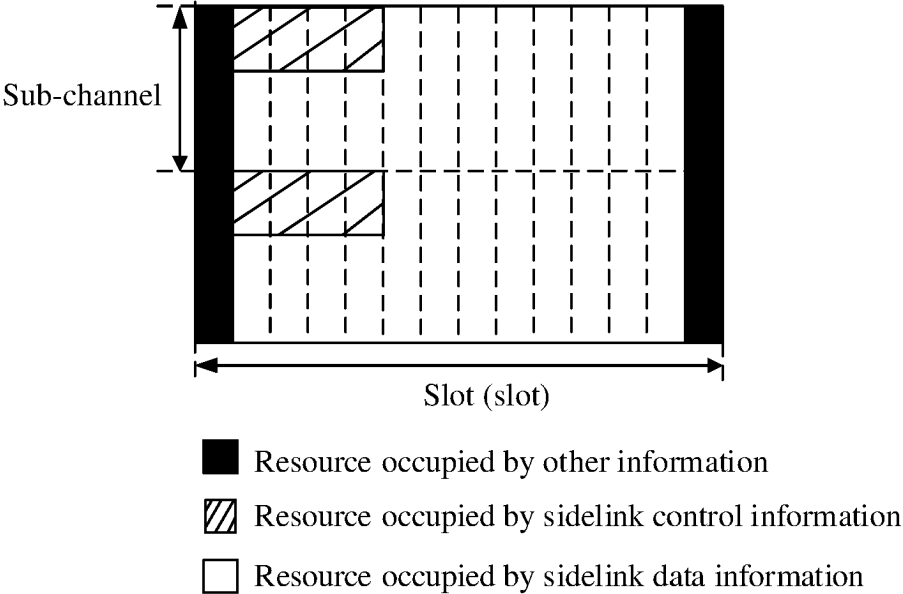 Sub-channel
Slot (slot)
Resource occupied by other information
Resource occupied by sidelink control information
Resource occupied by sidelink data information